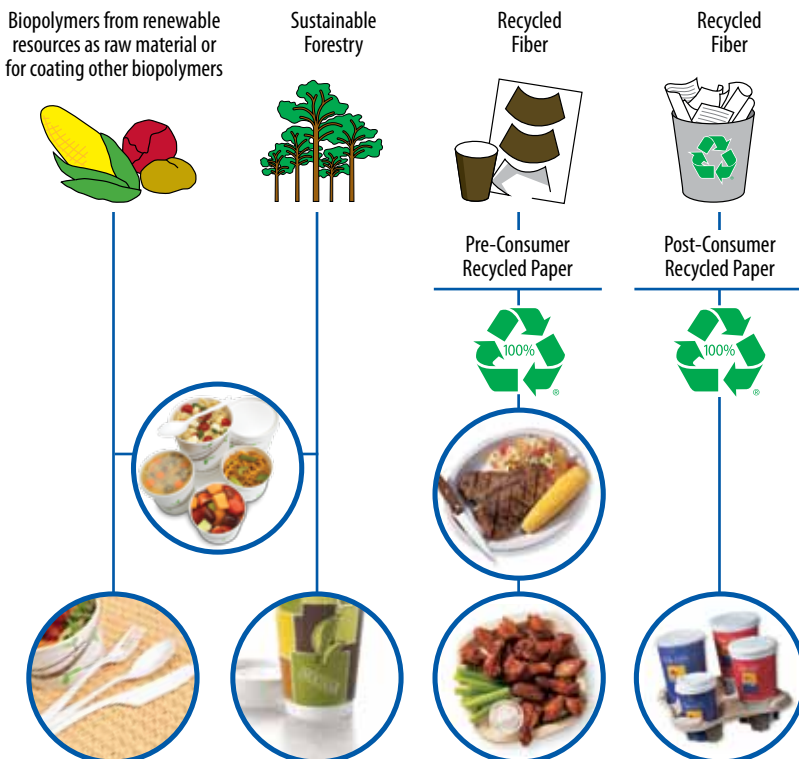 Biopolymers from renewable
resources as raw material or
for coating other biopolymers
Sustainable
Forestry
Recycled
Fiber
Recycled
Fiber
Pre-Consumer
Recycled Paper
Post-Consumer
Recycled Paper
100%
®
100%
®